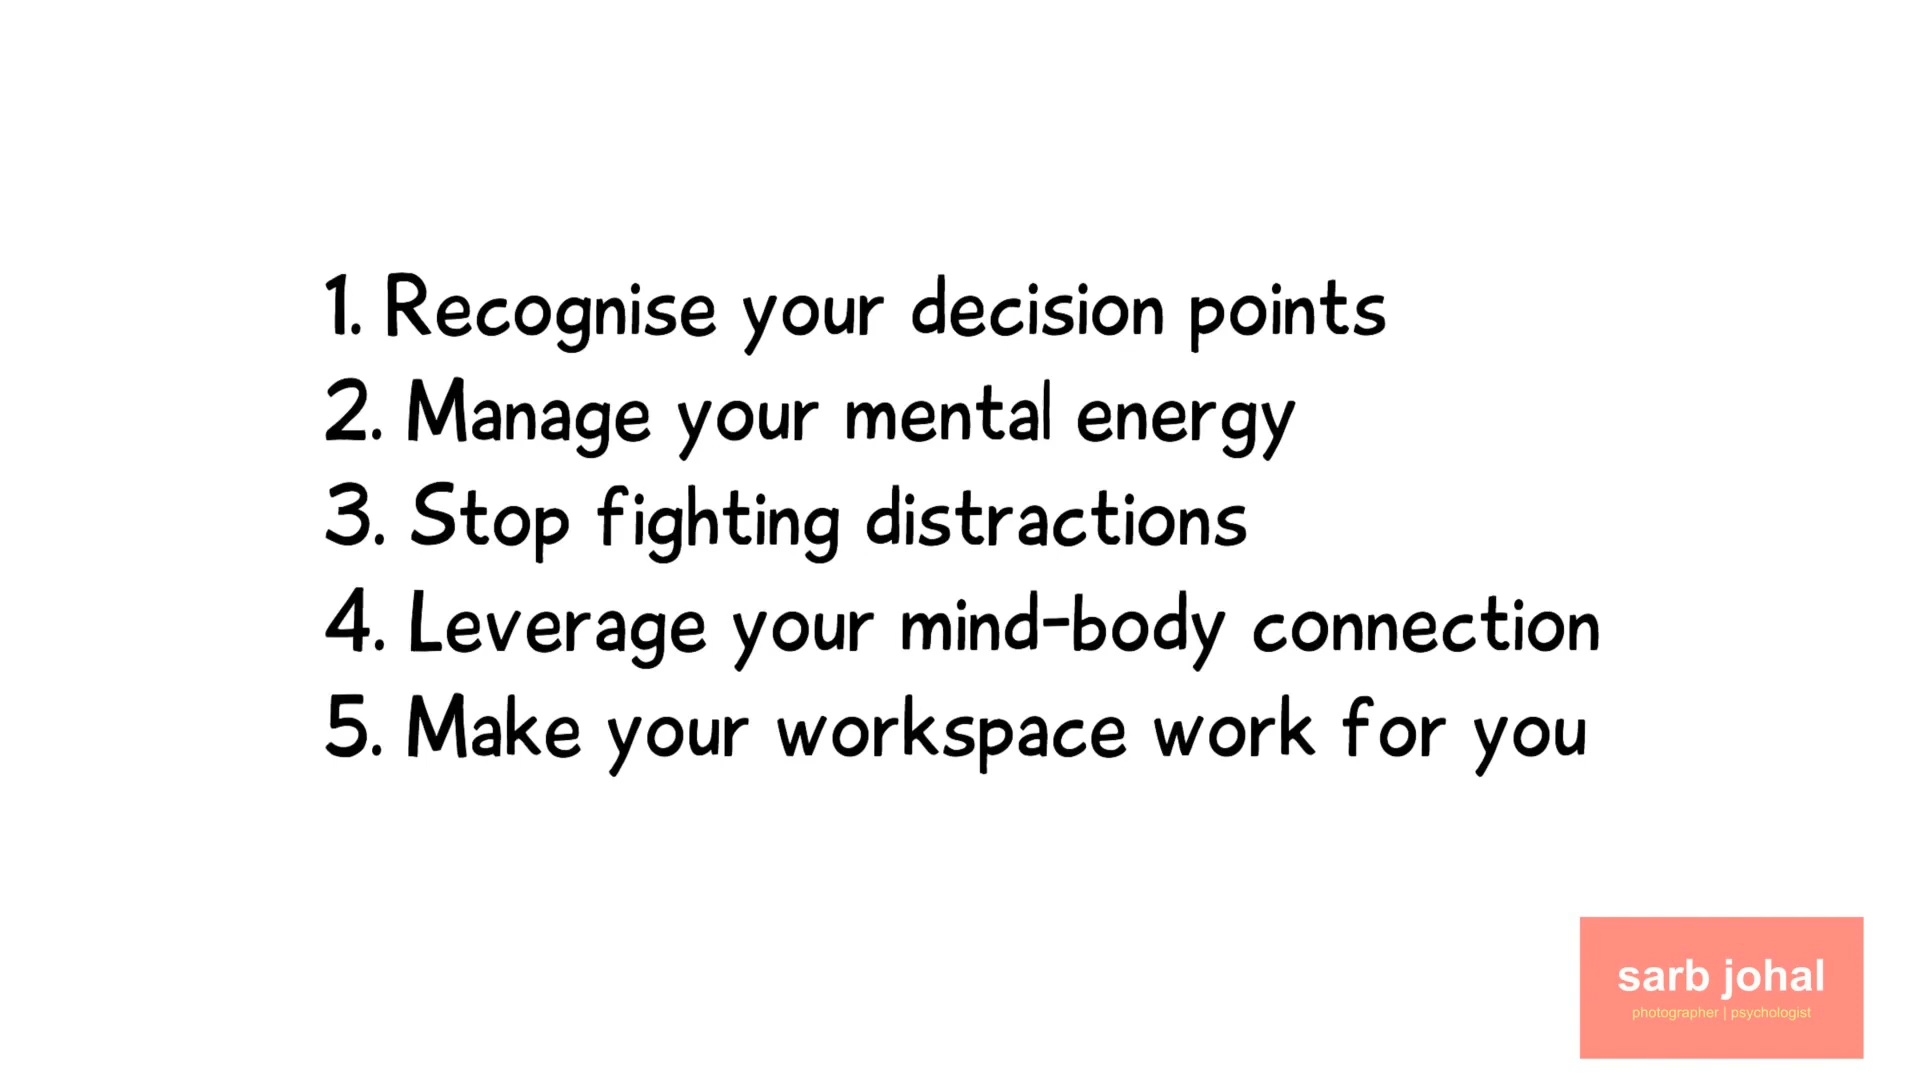 1. Recognise your decision points
2. Manage your mental energy
3. Stop fighting distractions
4. Leverage your mind-body connection
5. Make your workspace work for you
sarb johal
photographer | psychologist